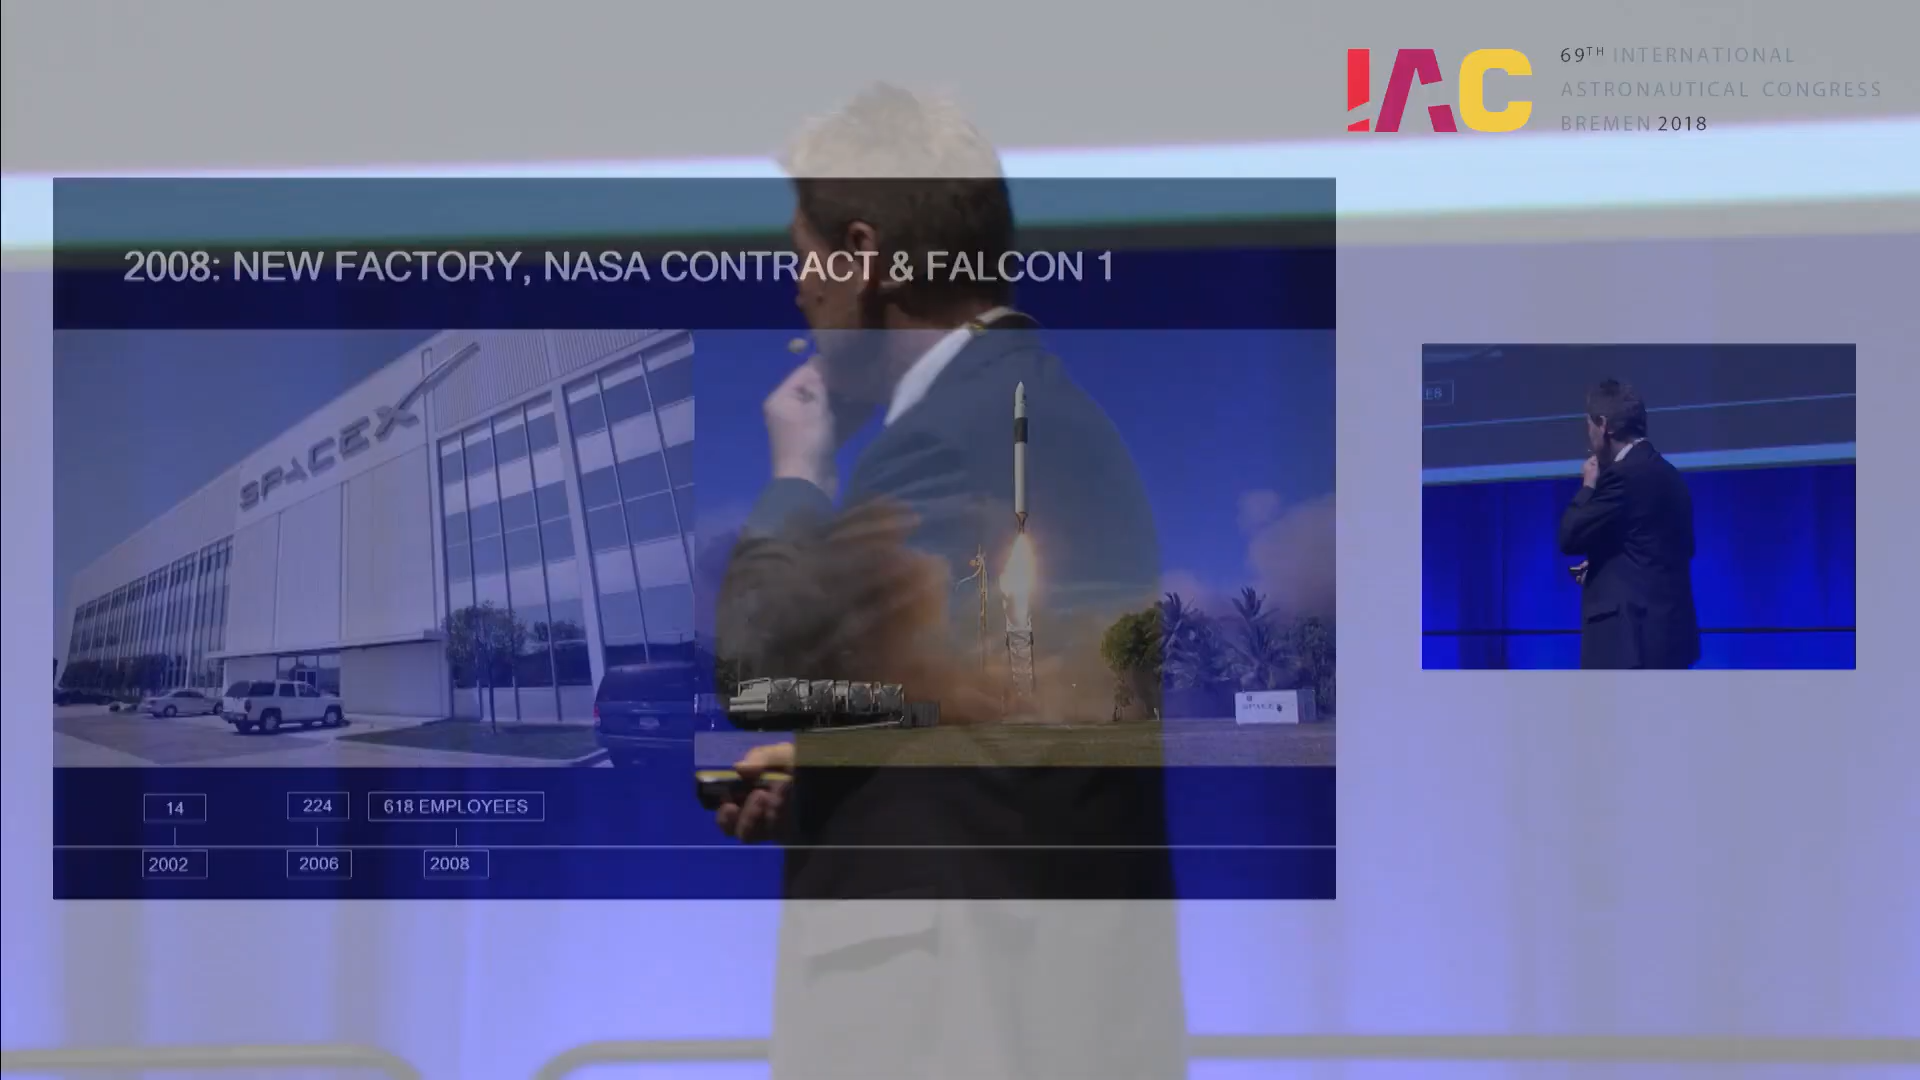 IAC
69TH INTERNATIONAL
ASTRONAUTICAL CONGRESS
BREMEN 2018
2008: NEW FACTORY, NASA CONTRACT & FALCON 1
SPACEX
SPACEX
14
224
618 EMPLOYEES
2002
2006
2008